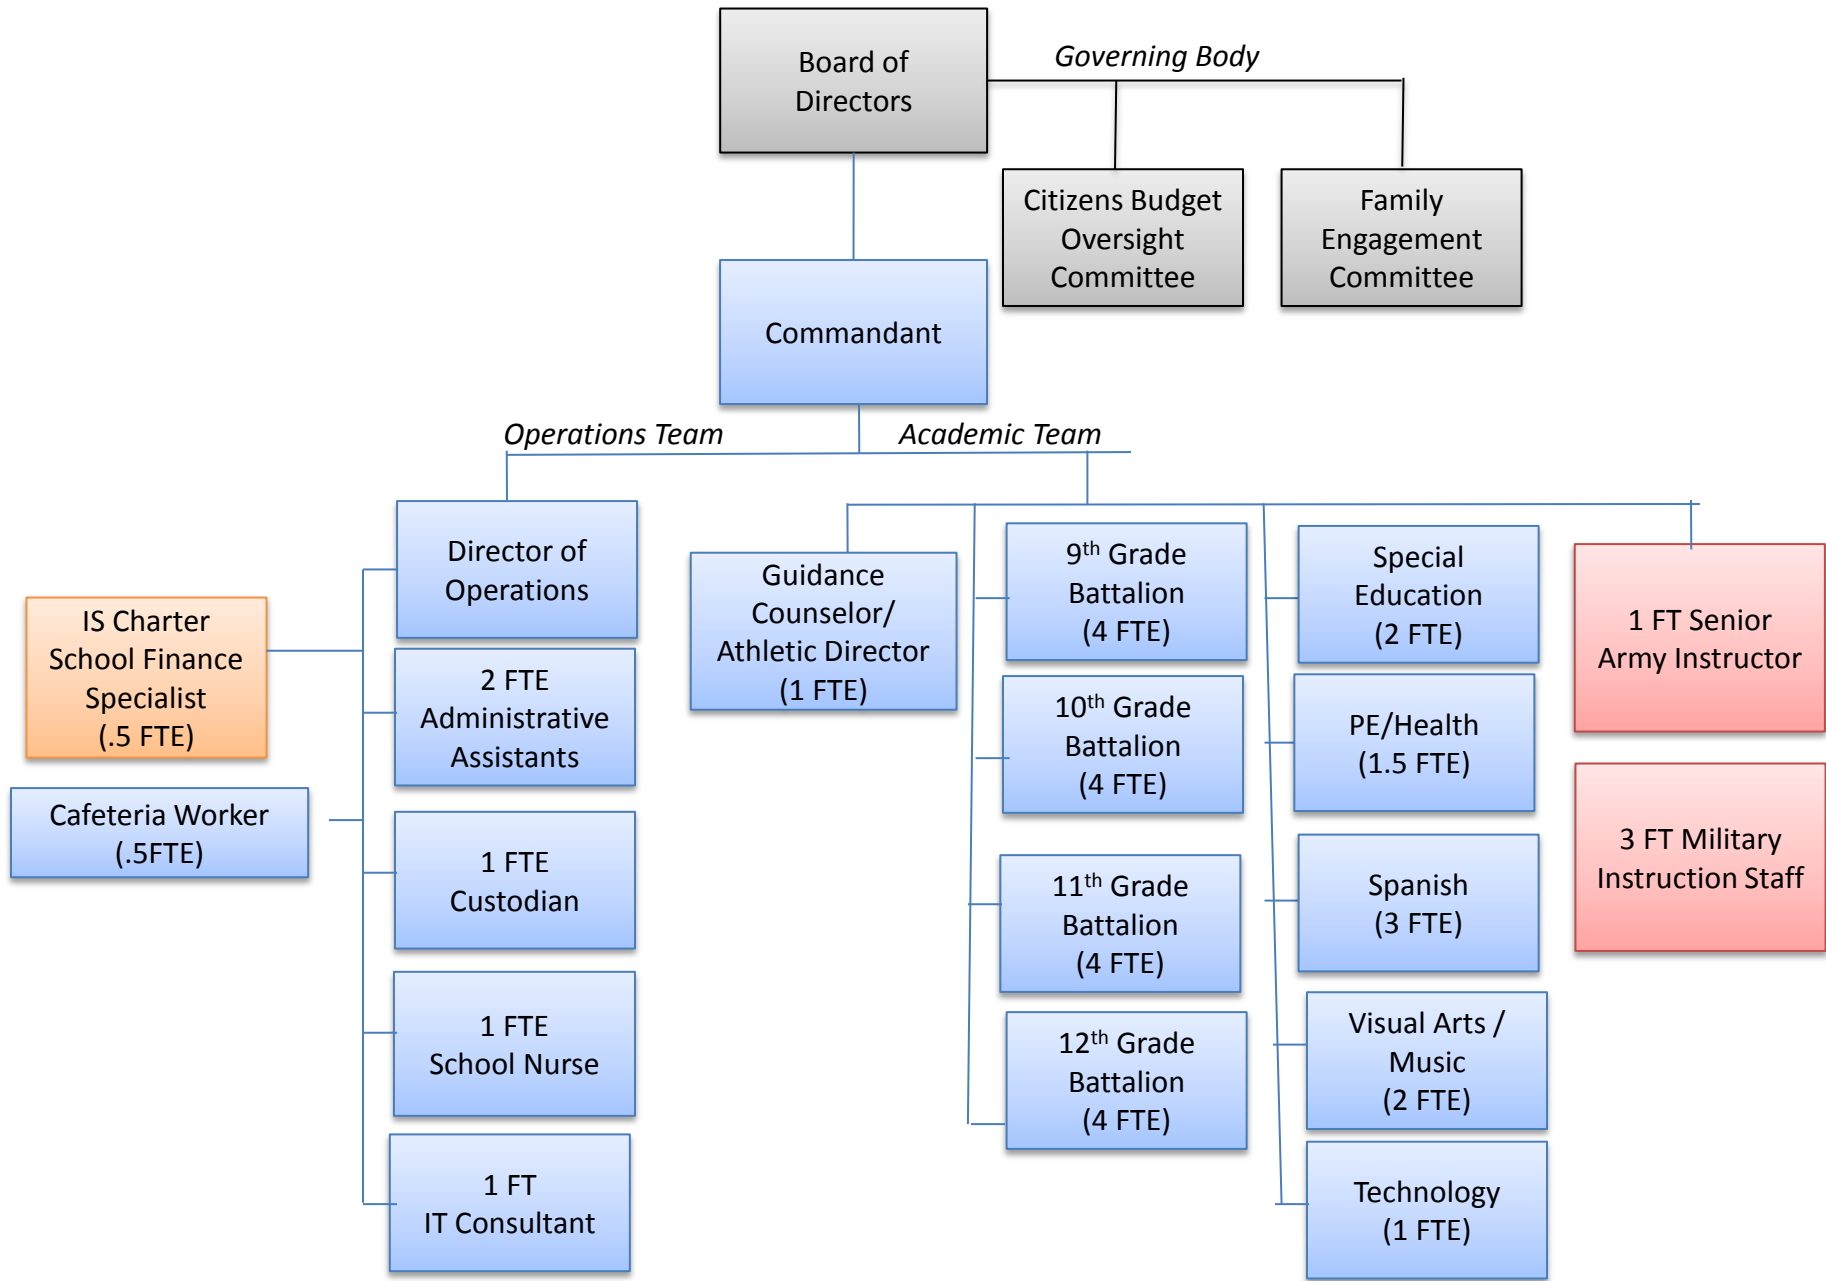 Board of
Directors
Governing Body
Citizens Budget
Oversight
Committee
Family
Engagement
Committee
Commandant
Operations Team
Academic Team
Director of
Operations
IS Charter
School Finance
Specialist
(.5 FTE)
2 FTE
Administrative
Assistants
Cafeteria Worker
(.5FTE)
1 FTE
Custodian
1 FTE
School Nurse
1 FT
IT Consultant
Guidance
Counselor/
Athletic Director
(1 FTE)
9th Grade
Battalion
(4 FTE)
10th Grade
Battalion
(4 FTE)
11th Grade
Battalion
(4 FTE)
12th Grade
Battalion
(4 FTE)
Special
Education
(2 FTE)
PE/Health
(1.5 FTE)
Spanish
(3 FTE)
Visual Arts /
Music
(2 FTE)
Technology
(1 FTE)
1 FT Senior
Army Instructor
3 FT Military
Instruction Staff